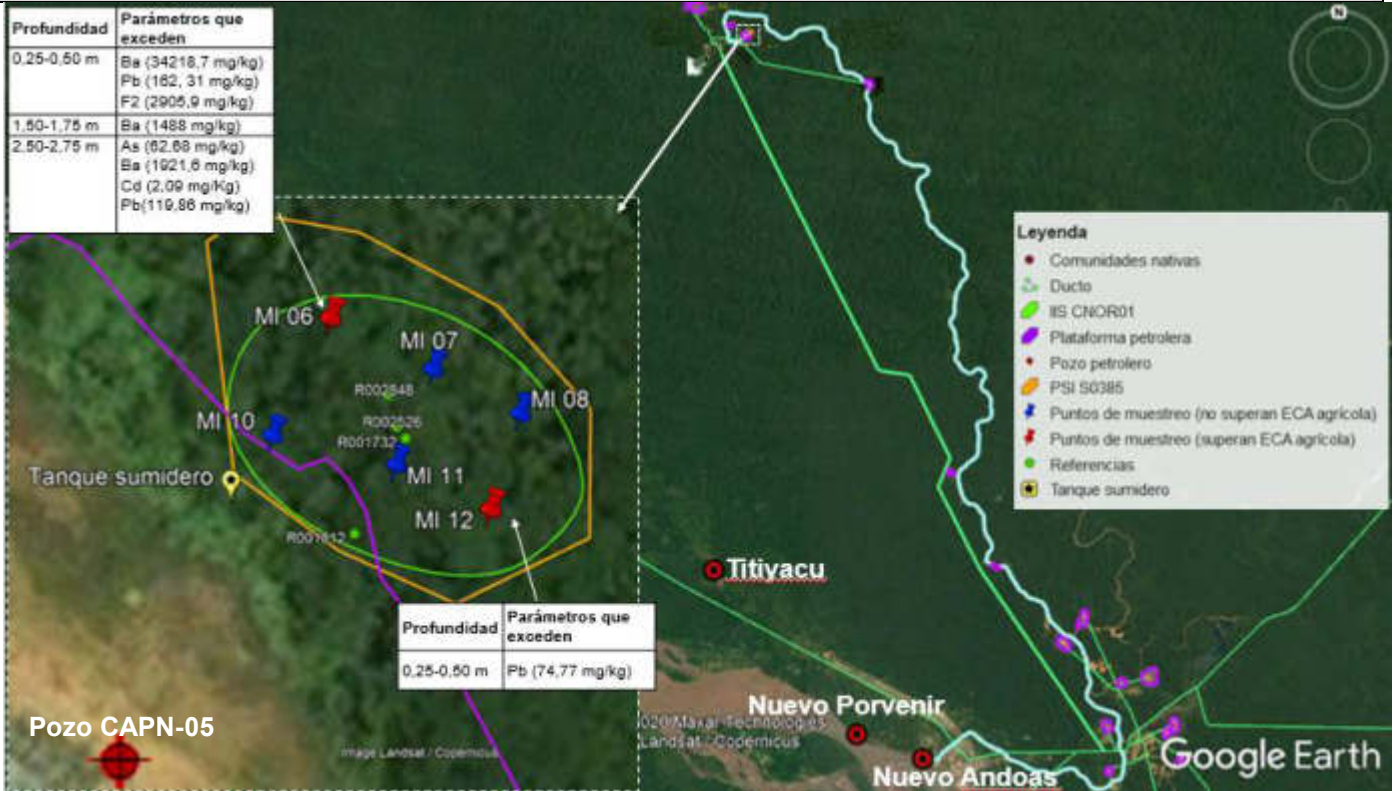 Profundidad Parámetros que exceden
0,25-0,50 m Ba (34218,7 mg/kg)
Pb (162, 31 mg/kg)
F2 (2905,9 mg/kg)
1,50-1,75 m Ba (1488 mg/kg)
2,50-2,75 m As (62,68 mg/kg)
Ba (1921,6 mg/kg)
Cd (2,09 mg/Kg)
Pb(119,86 mg/kg)
N
Leyenda
Comunidades nativas
Ducto
IIS CNOR01
Plataforma petrolera
Pozo petrolero
PSI S0385
Puntos de muestreo (no superan ECA agrícola)
Puntos de muestreo (superan ECA agrícola)
Referencias
Tanque sumidero
MI 06
MI 07
R002848
MI 08
MI 10
R002526
R001732
MI 11
Tanque sumidero
MI 12
R001812
Titiyacu
Profundidad Parámetros que exceden
0,25-0,50 m Pb (74,77 mg/kg)
Nuevo Porvenir
Pozo CAPN-05
2020 Maxar Technologies
Landsat / Copernicus
Image Landsat / Copernicus
Nuevo Andoas
Google Earth